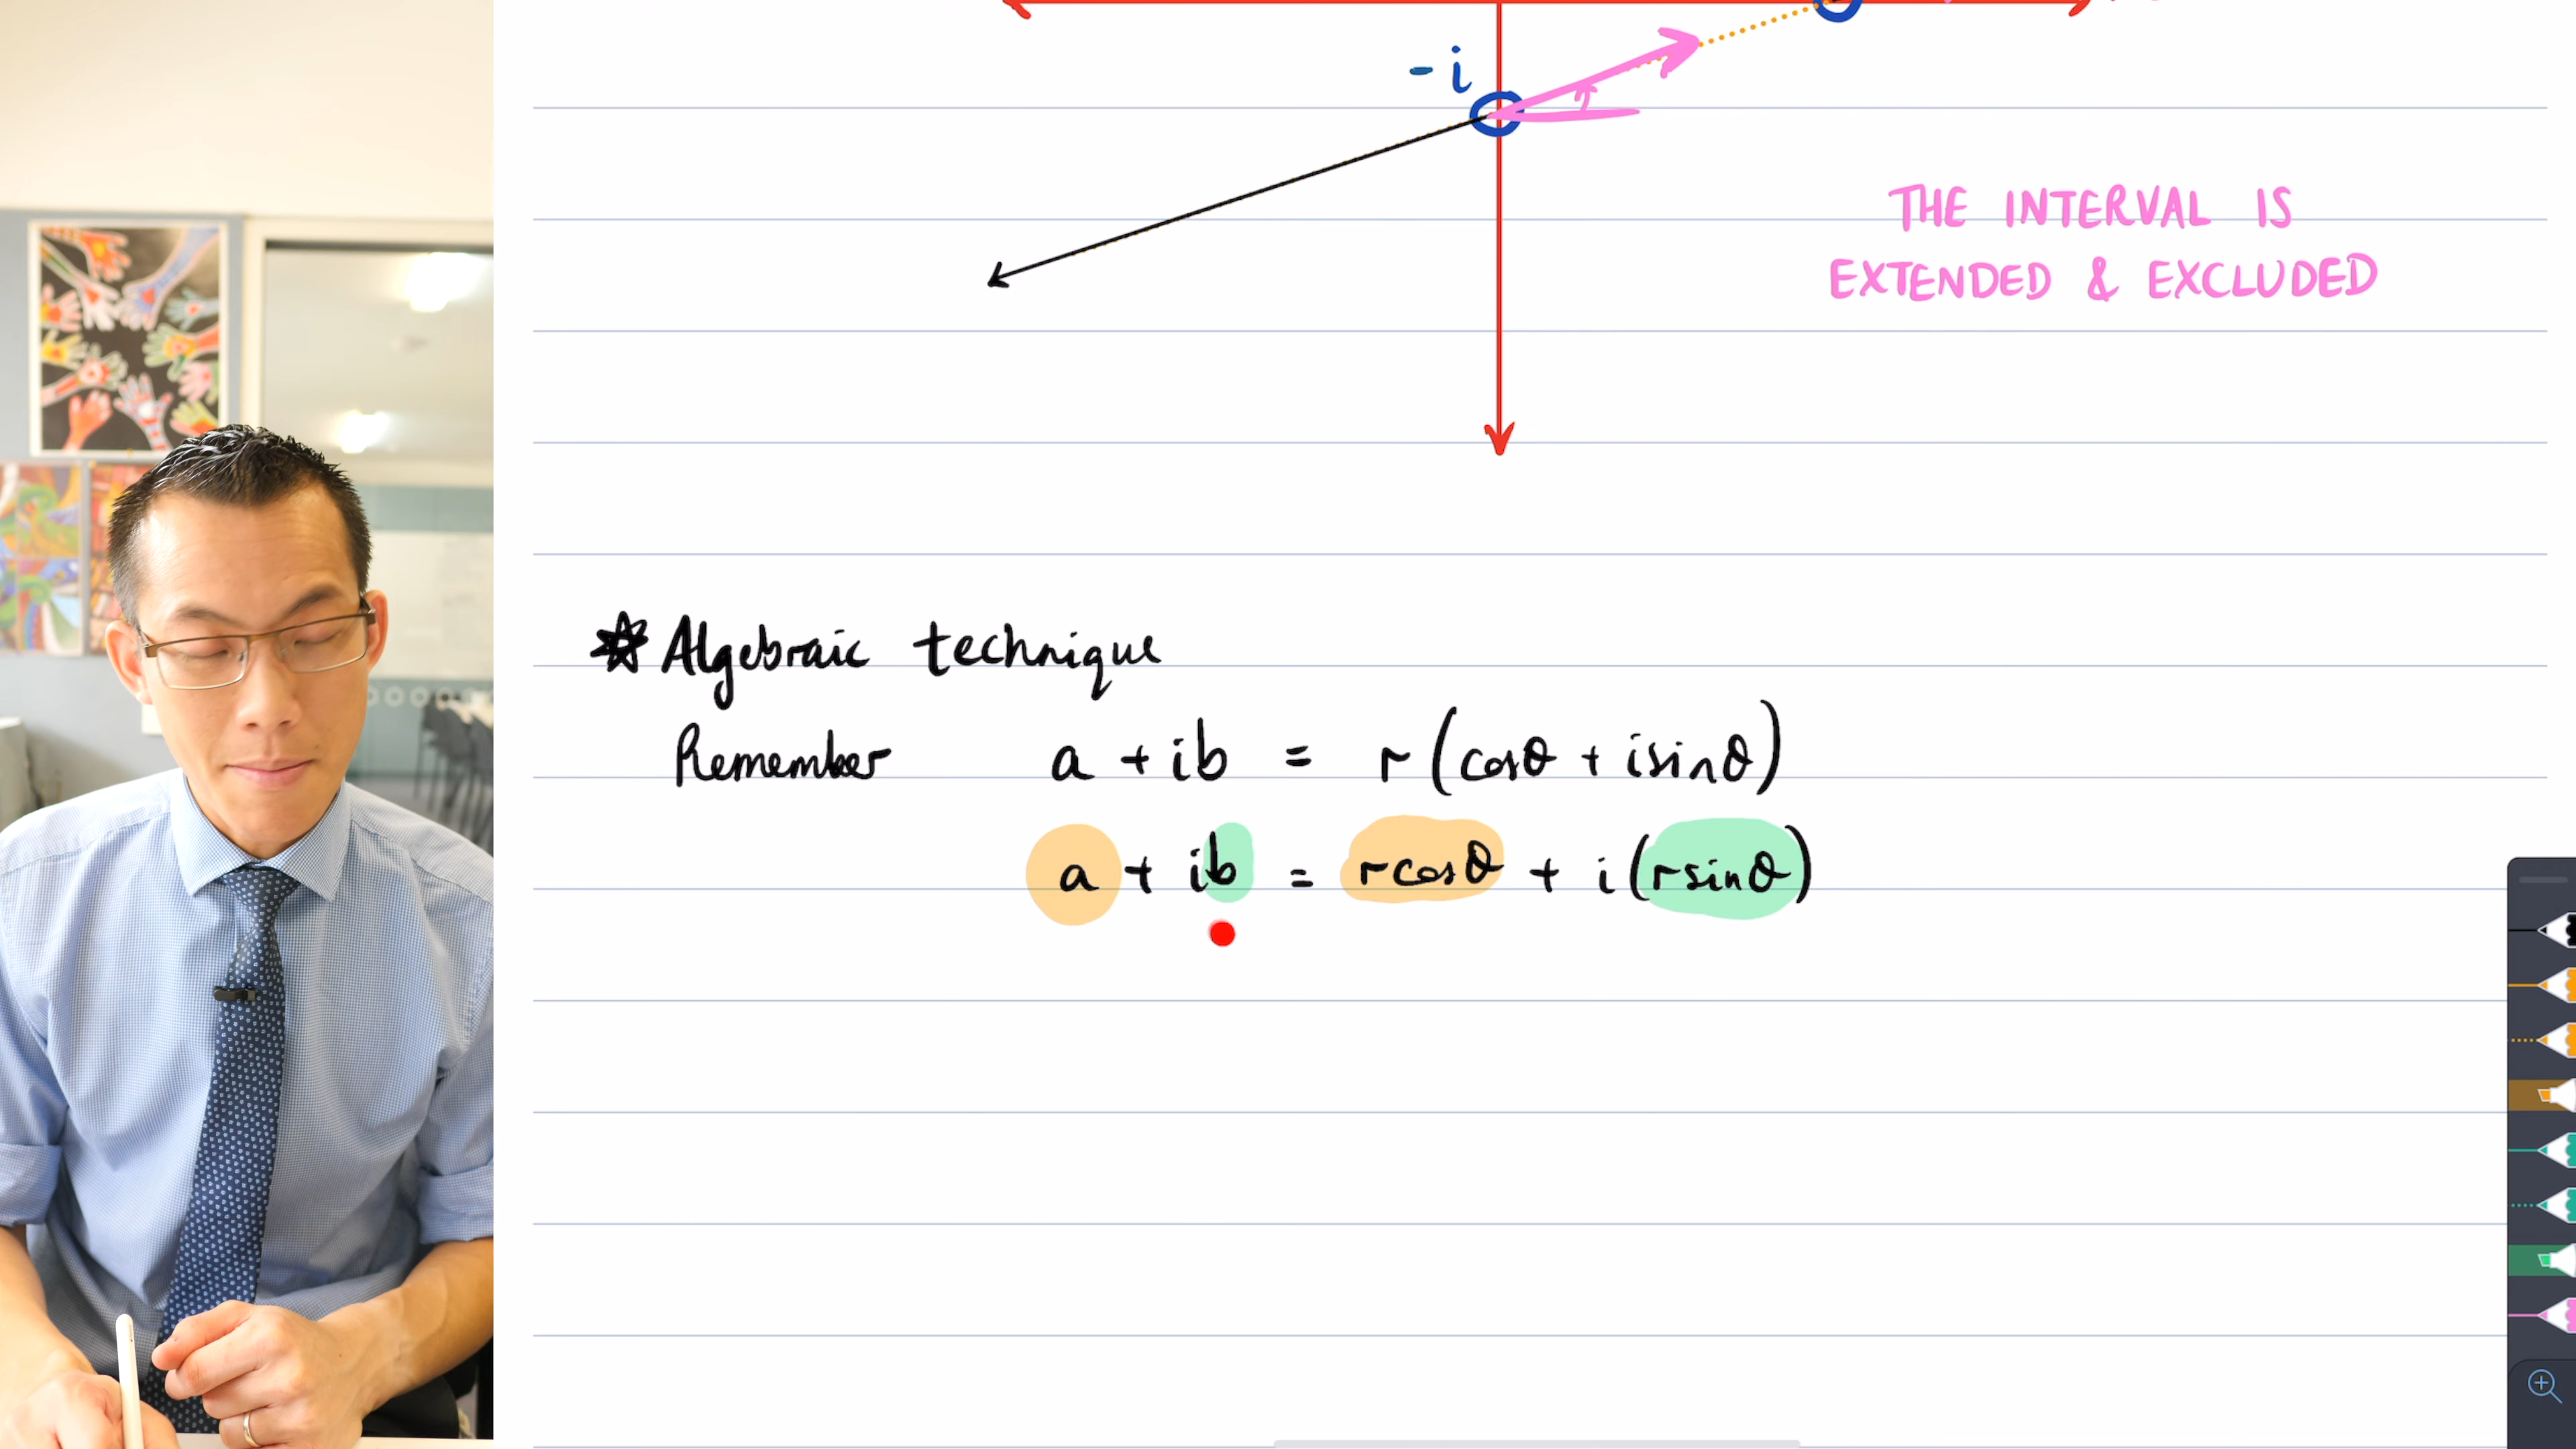 -i
THE INTERVAL IS
EXTENDED & EXCLUDED
Algebraic technique
Remember a + ib = r(cosθ + isinθ)
a + ib = rcosθ + i(rsinθ)